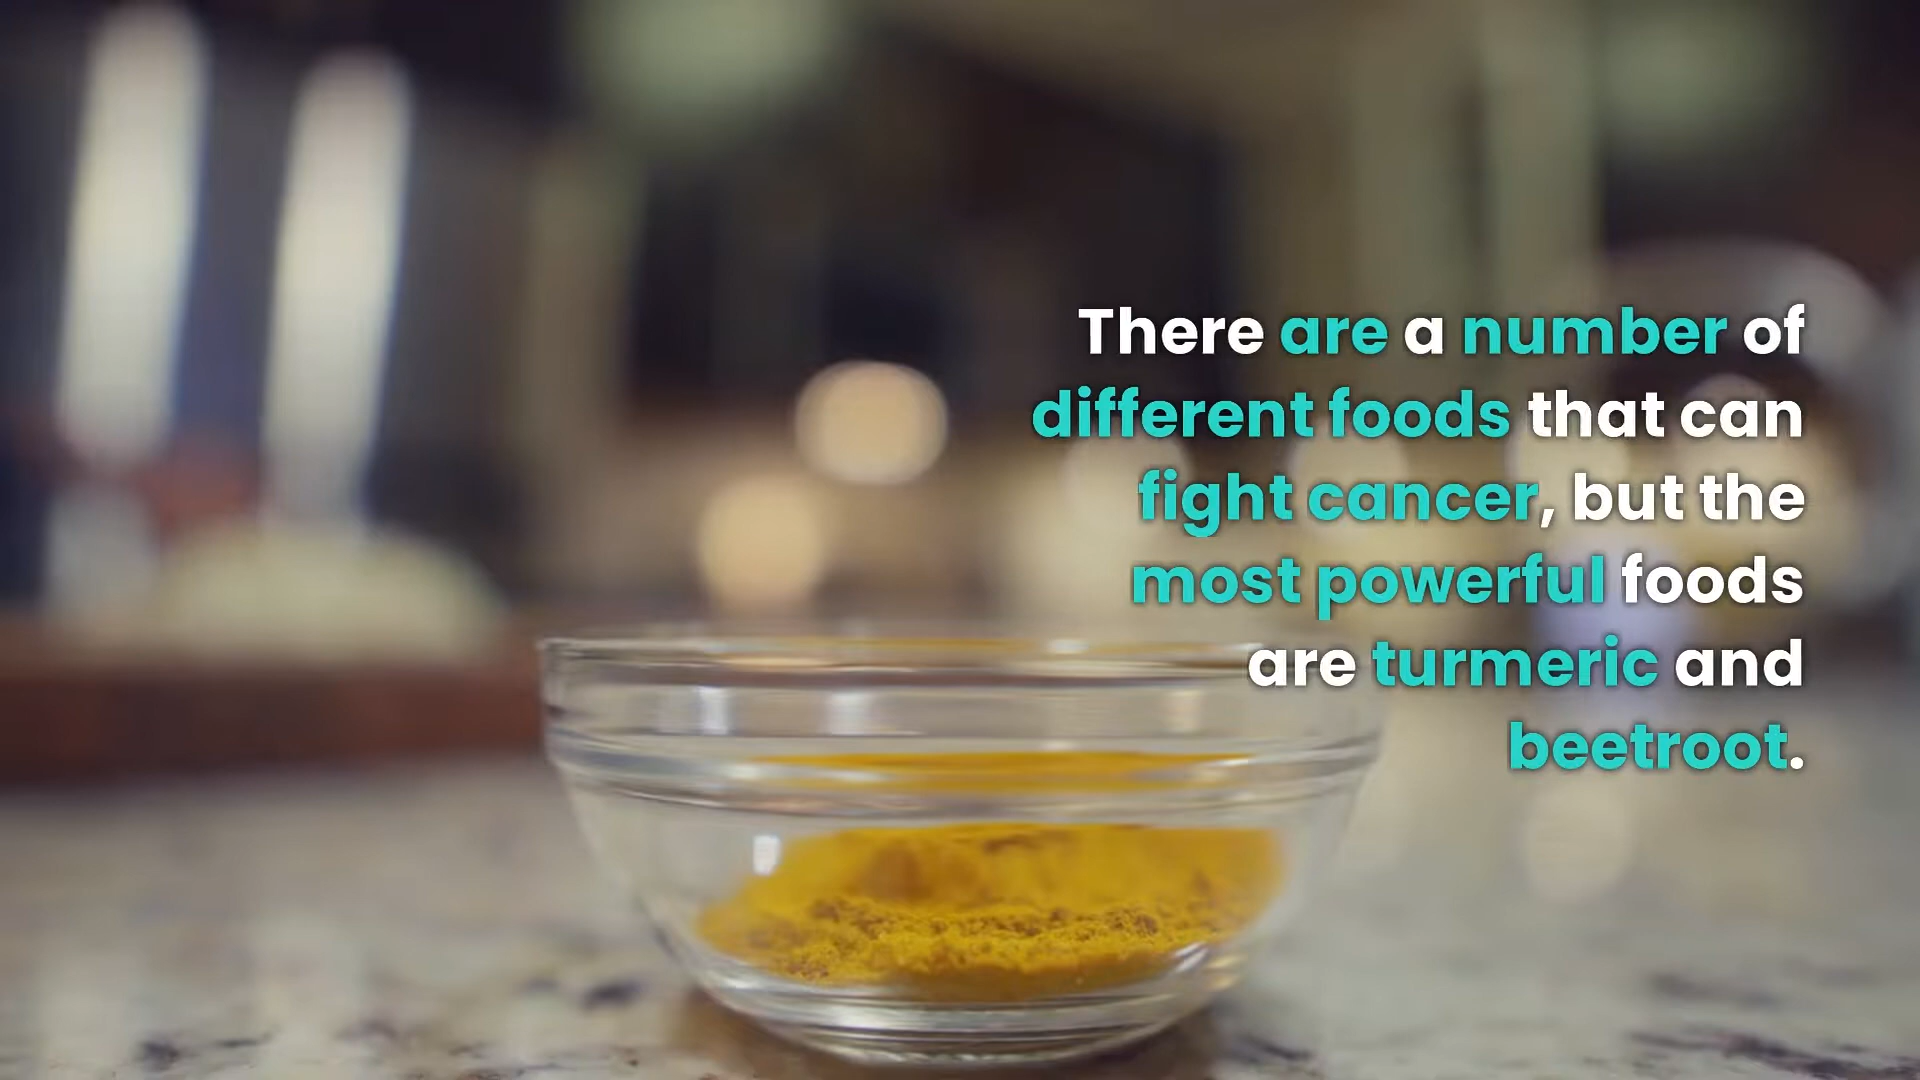 There are a number of
different foods that can
fight cancer, but the
most powerful foods
are turmeric and
beetroot.